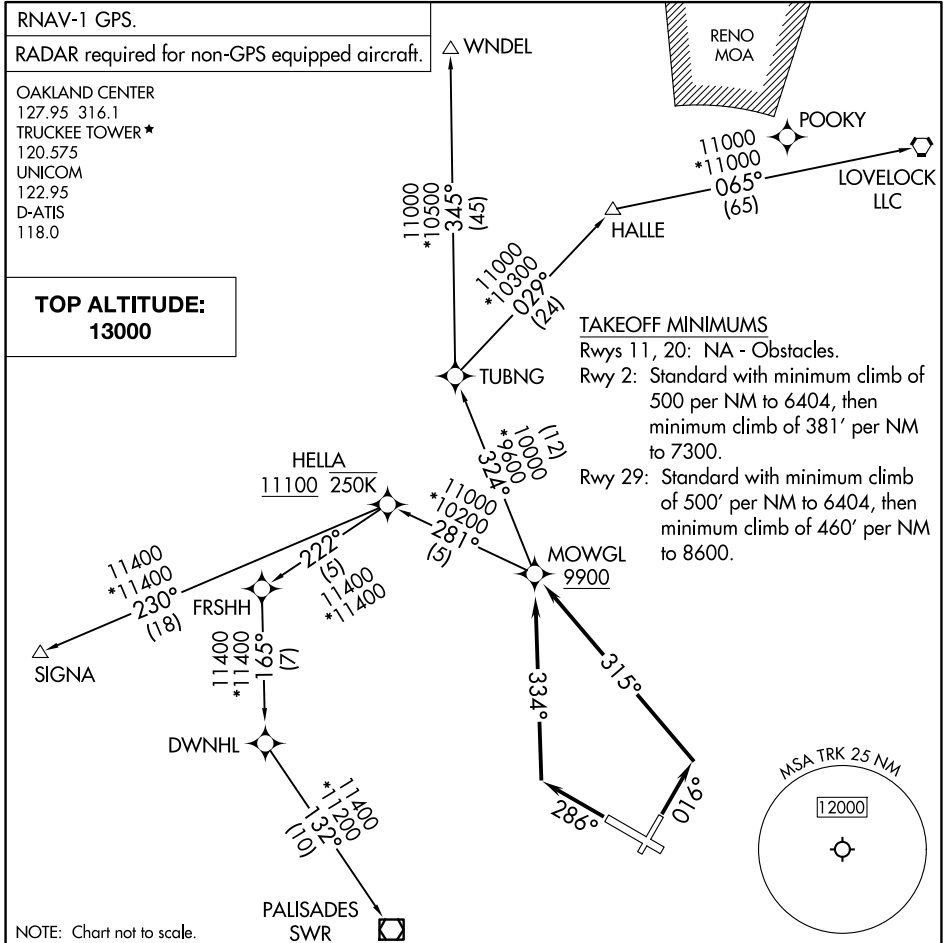 RNAV-1 GPS.
RADAR required for non-GPS equipped aircraft.
OAKLAND CENTER
127.95 316.1
TRUCKEE TOWER★
120.575
UNICOM
122.95
D-ATIS
118.0
TOP ALTITUDE:
13000
WNDEL
RENO
MOA
POOKY
LOVELOCK
LLC
11000
*11000
065°
(65)
HALLE
11000
*10500
345°
(45)
11000
*10300
029°
(24)
TUBNG
TAKEOFF MINIMUMS
Rwys 11, 20: NA - Obstacles.
Rwy 2: Standard with minimum climb of
500 per NM to 6404, then
minimum climb of 381' per NM
to 7300.
Rwy 29: Standard with minimum climb
of 500' per NM to 6404, then
minimum climb of 460' per NM
to 8600.
(12)
10000
*9600
324°
HELLA
11100 250K
11000
*10200
281°
(5)
MOWGL
9900
222°
(5)
11400
*11400
11400
*11400
230°
(18)
FRSHH
SIGNA
11400
*11400
165°
(7)
DWNHL
11400
*11200
132°
(10)
334°
315°
286°
016°
MSA TRK 25 NM
12000
PALISADES
SWR
NOTE: Chart not to scale.